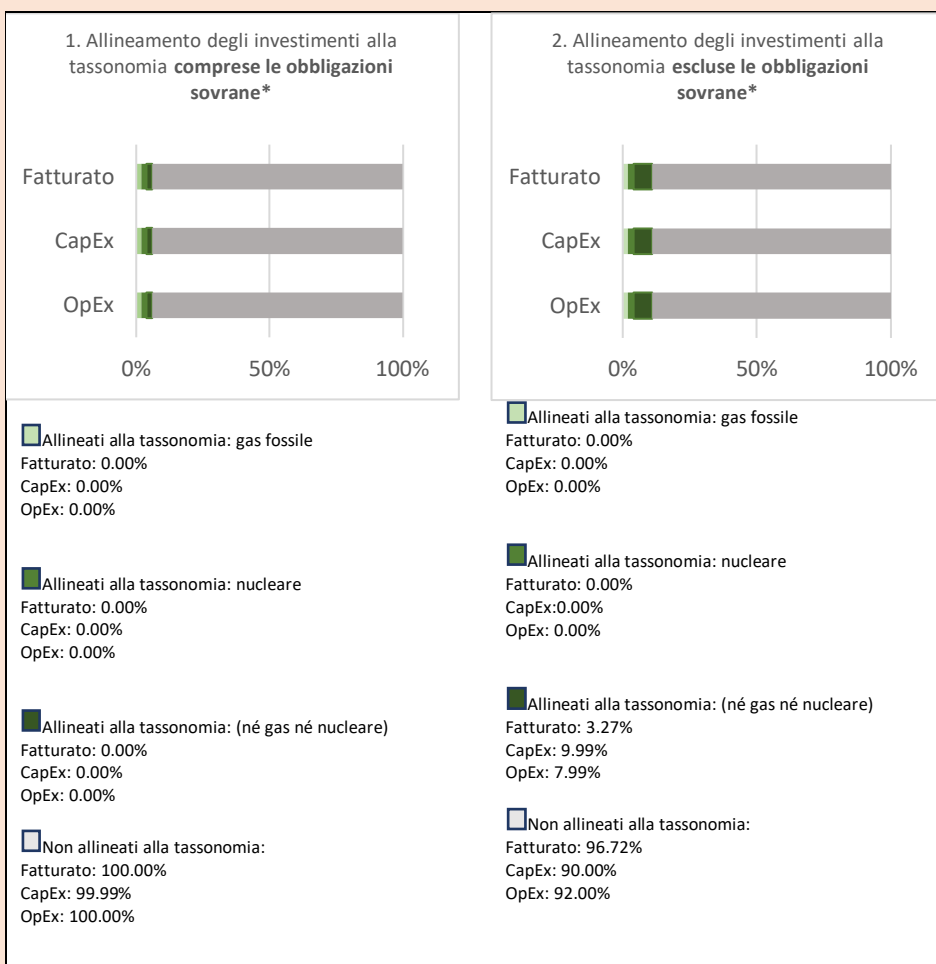 1. Allineamento degli investimenti alla
tassonomia comprese le obbligazioni
sovrane*
Fatturato
CapEx
OpEx
0% 50% 100%
Allineati alla tassonomia: gas fossile
Fatturato: 0.00%
CapEx: 0.00%
OpEx: 0.00%
Allineati alla tassonomia: nucleare
Fatturato: 0.00%
CapEx: 0.00%
OpEx: 0.00%
Allineati alla tassonomia: (né gas né nucleare)
Fatturato: 0.00%
CapEx: 0.00%
OpEx: 0.00%
Non allineati alla tassonomia:
Fatturato: 100.00%
CapEx: 99.99%
OpEx: 100.00%
2. Allineamento degli investimenti alla
tassonomia escluse le obbligazioni
sovrane*
Fatturato
CapEx
OpEx
0% 50% 100%
Allineati alla tassonomia: gas fossile
Fatturato: 0.00%
CapEx: 0.00%
OpEx: 0.00%
Allineati alla tassonomia: nucleare
Fatturato: 0.00%
CapEx:0.00%
OpEx: 0.00%
Allineati alla tassonomia: (né gas né nucleare)
Fatturato: 3.27%
CapEx: 9.99%
OpEx: 7.99%
Non allineati alla tassonomia:
Fatturato: 96.72%
CapEx: 90.00%
OpEx: 92.00%